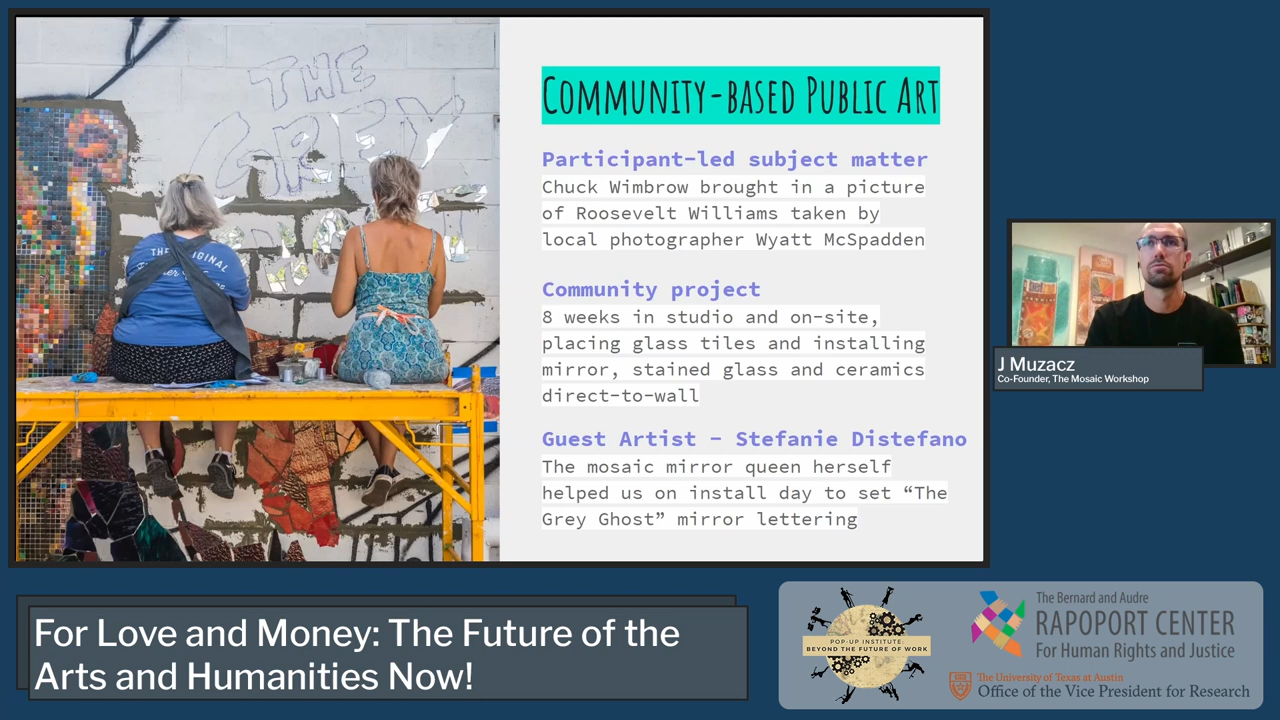 THE
GREY
THE ORIGINAL
COMMUNITY-BASED PUBLIC ART
Participant-led subject matter
Chuck Wimbrow brought in a picture
of Roosevelt Williams taken by
local photographer Wyatt McSpadden
Community project
8 weeks in studio and on-site,
placing glass tiles and installing
mirror, stained glass and ceramics
direct-to-wall
Guest Artist – Stefanie Distefano
The mosaic mirror queen herself
helped us on install day to set “The
Grey Ghost” mirror lettering
J Muzacz
Co-Founder, The Mosaic Workshop
For Love and Money: The Future of the
Arts and Humanities Now!
POP-UP INSTITUTE:
BEYOND THE FUTURE OF WORK
The Bernard and Audre
RAPOPORT CENTER
For Human Rights and Justice
The University of Texas at Austin
Office of the Vice President for Research